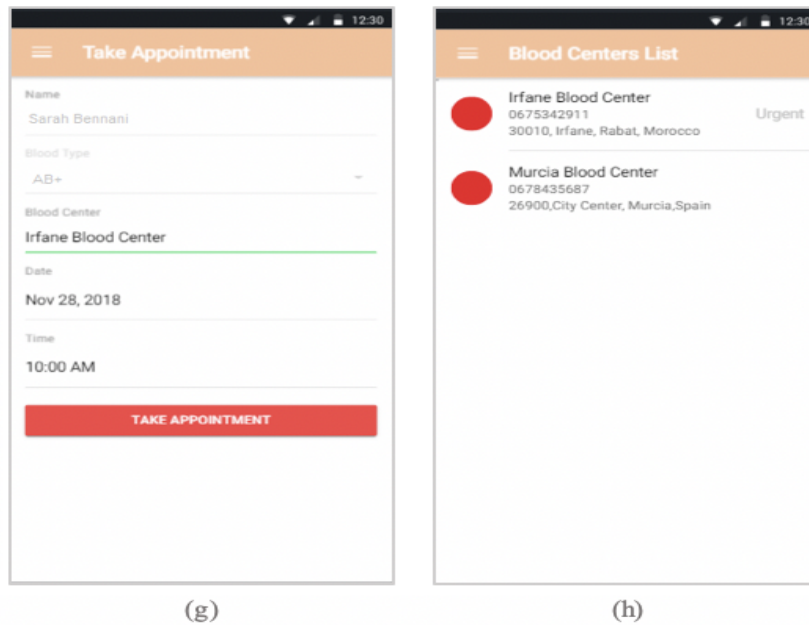 12:30
Take Appointment
Name
Sarah Bennani
Blood Type
AB+
Blood Center
Irfane Blood Center
Date
Nov 28, 2018
Time
10:00 AM
TAKE APPOINTMENT
(g)
12:30
Blood Centers List
Irfane Blood Center
0675342911
Urgent
30010, Irfane, Rabat, Morocco
Murcia Blood Center
0678435687
26900,City Center, Murcia,Spain
(h)